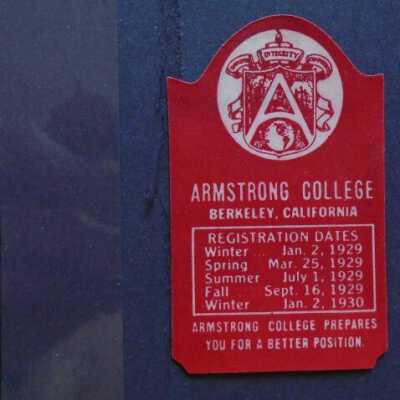 INTEGRITY
A
ARMSTRONG COLLEGE
BERKELEY, CALIFORNIA
REGISTRATION DATES
Winter Jan. 2, 1929
Spring Mar. 25, 1929
Summer July 1, 1929
Fall Sept. 16, 1929
Winter Jan. 2, 1930
ARMSTRONG COLLEGE PREPARES
YOU FOR A BETTER POSITION.